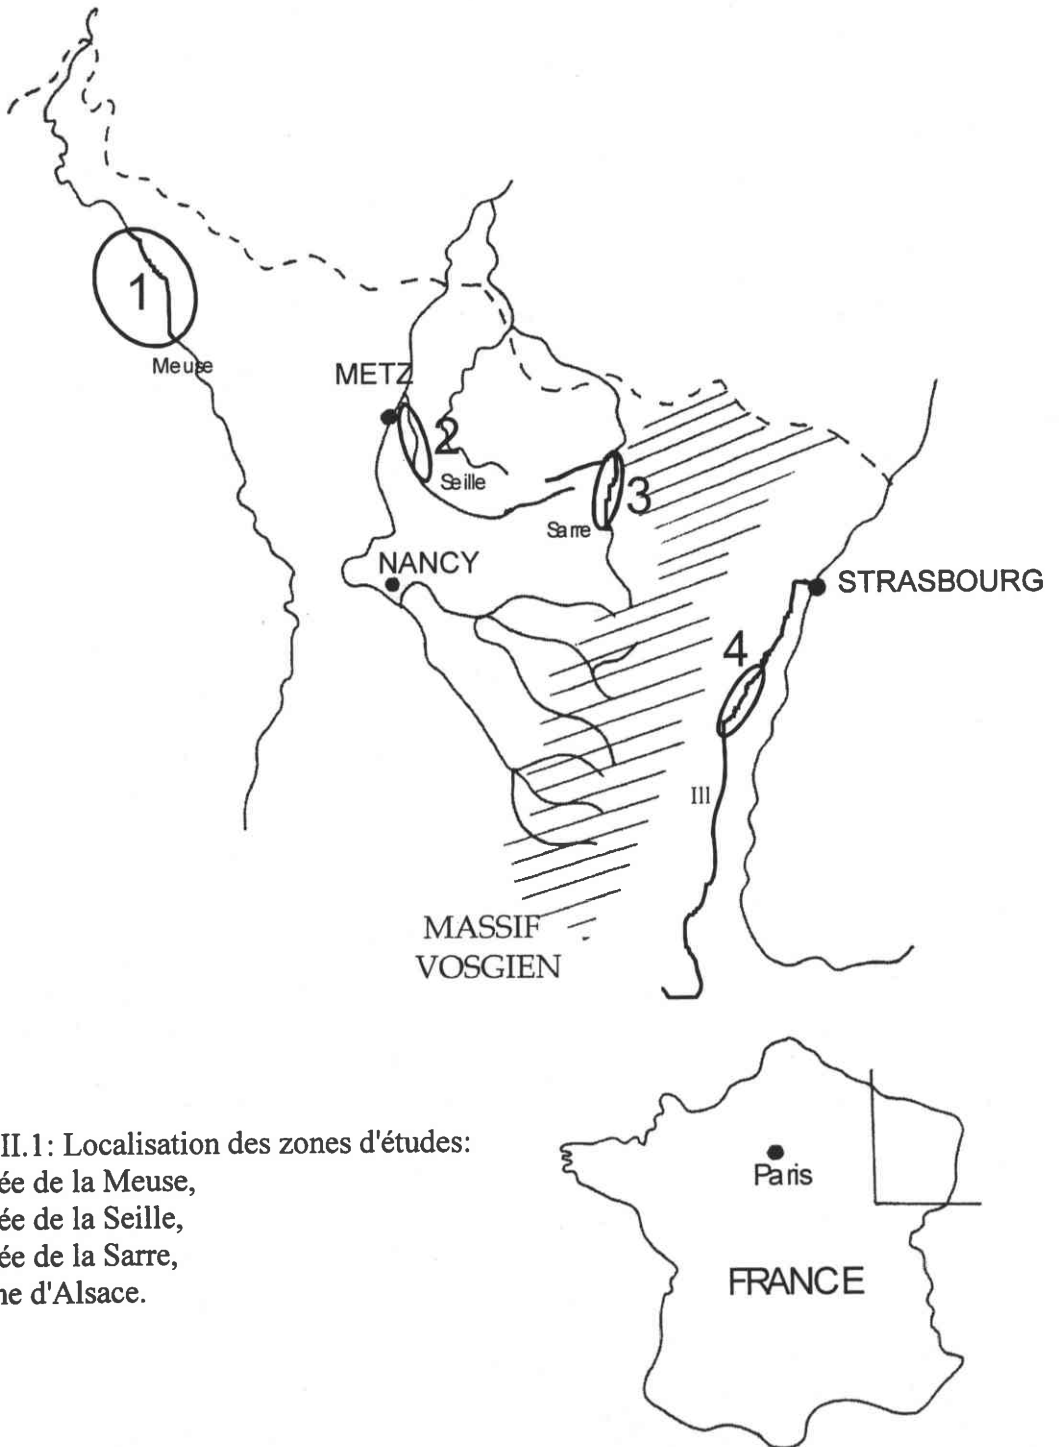 1
Meuse
METZ
2
Seille
3
Sarre
NANCY
STRASBOURG
4
Ill
MASSIF
VOSGIEN
II.1: Localisation des zones d'études:
ée de la Meuse,
ée de la Seille,
ée de la Sarre,
ne d'Alsace.
Paris
FRANCE